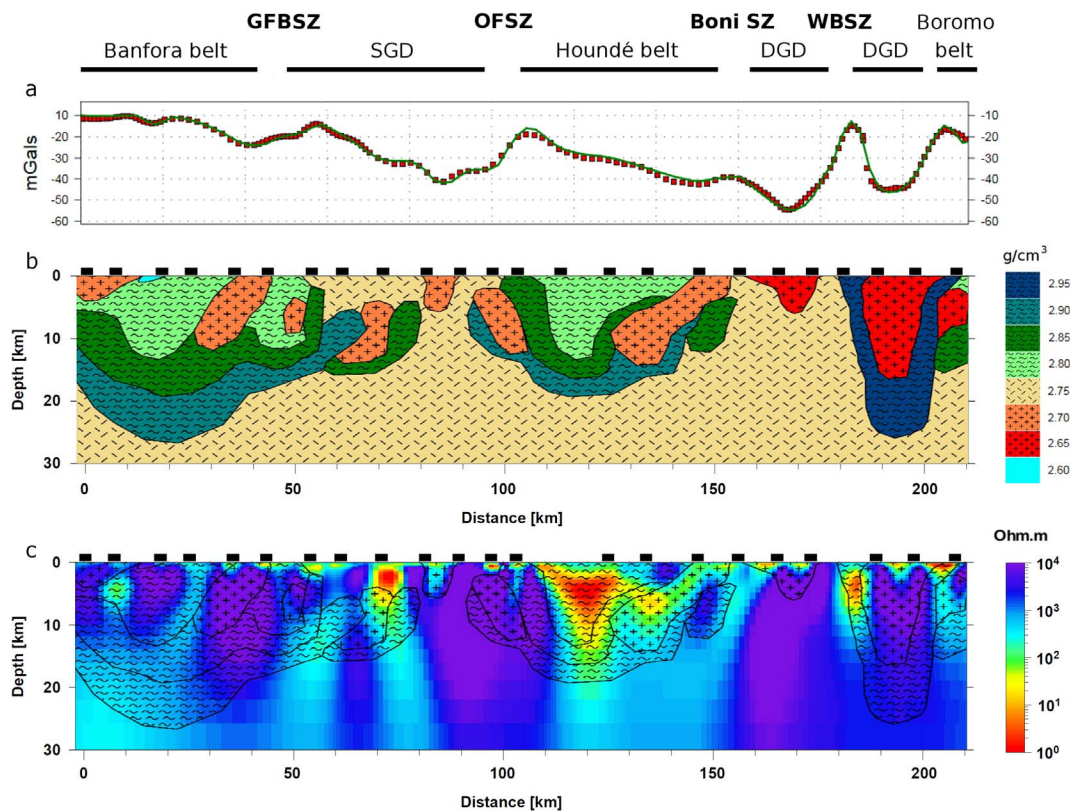 GFBSZ OFSZ Boni SZ WBSZ Boromo
Banfora belt SGD Houndé belt DGD DGD belt
a
10 -10
-20 -20
-30 -30
-40 -40
-50 -50
-60 -60
mGals
b
g/cm³
0
10
20
30
Depth [km]
2.95
2.90
2.85
2.80
2.75
2.70
2.65
2.60
0 50 100 150 200
Distance [km]
c
Ohm.m
0
10
20
30
Depth [km]
10⁴
10³
10²
10¹
10⁰
0 50 100 150 200
Distance [km]